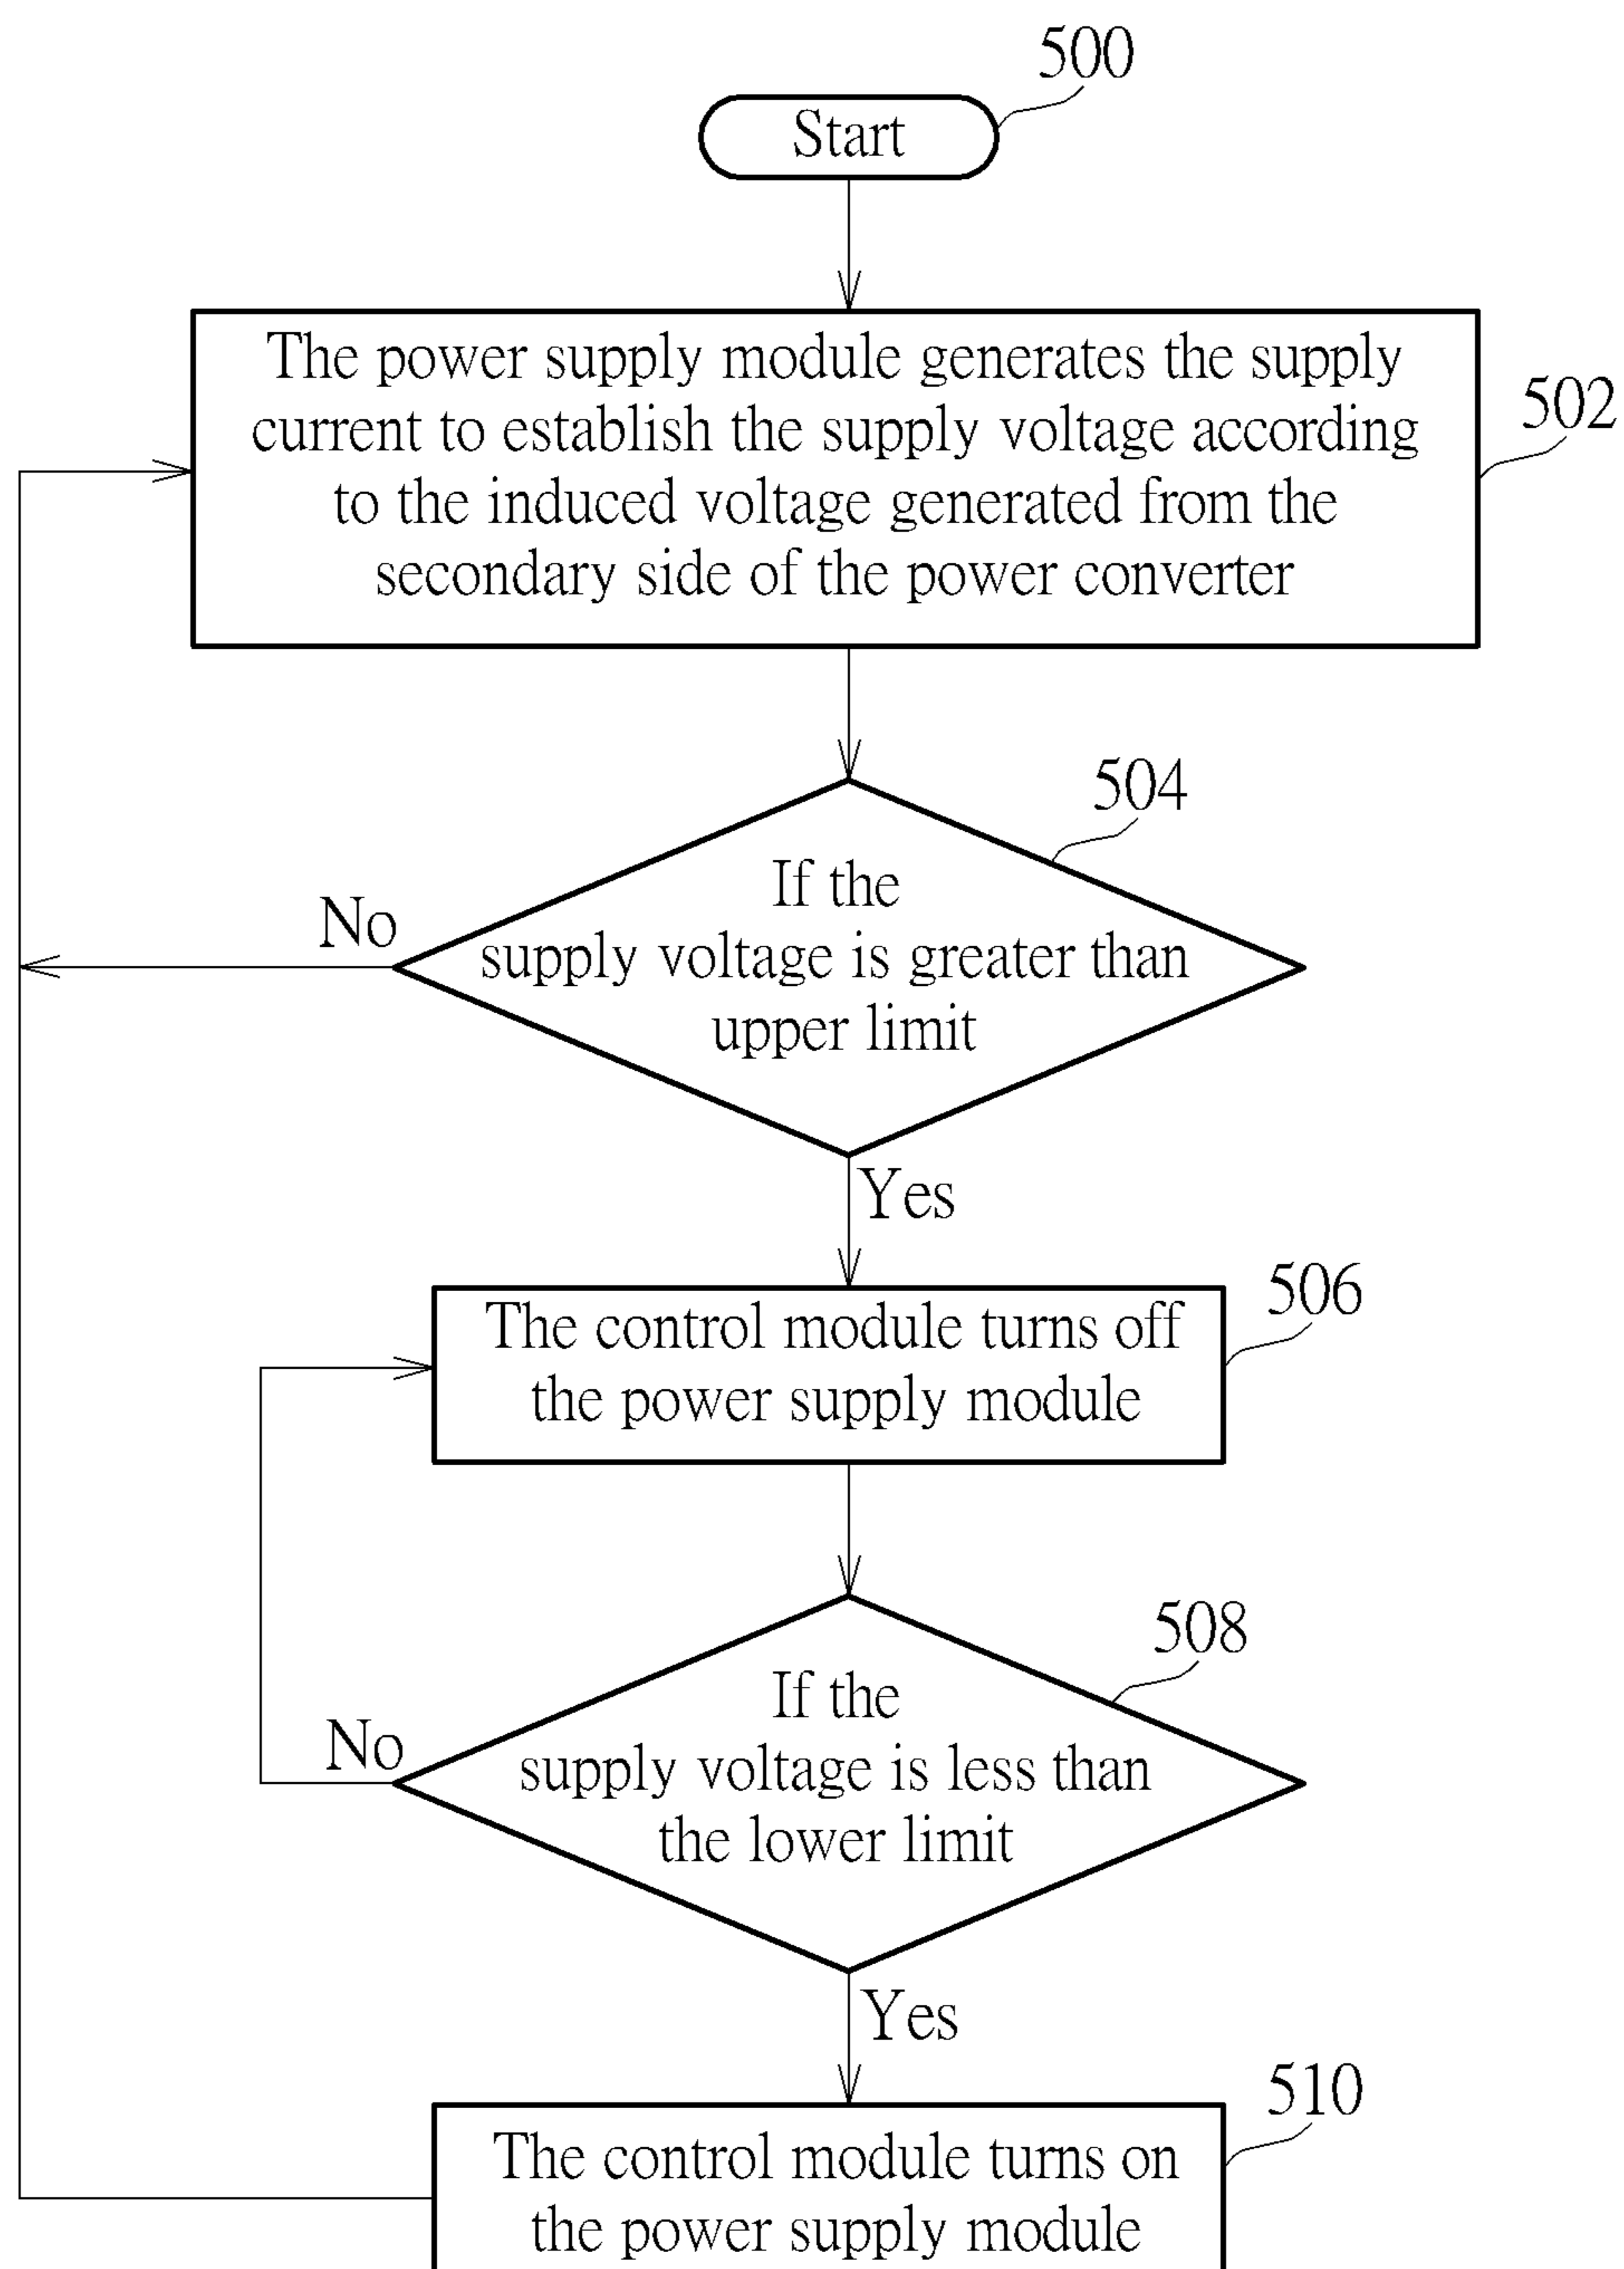 500
Start
The power supply module generates the supply
current to establish the supply voltage according
to the induced voltage generated from the
secondary side of the power converter
502
504
If the
supply voltage is greater than
upper limit
No
Yes
506
The control module turns off
the power supply module
508
If the
supply voltage is less than
the lower limit
No
Yes
510
The control module turns on
the power supply module